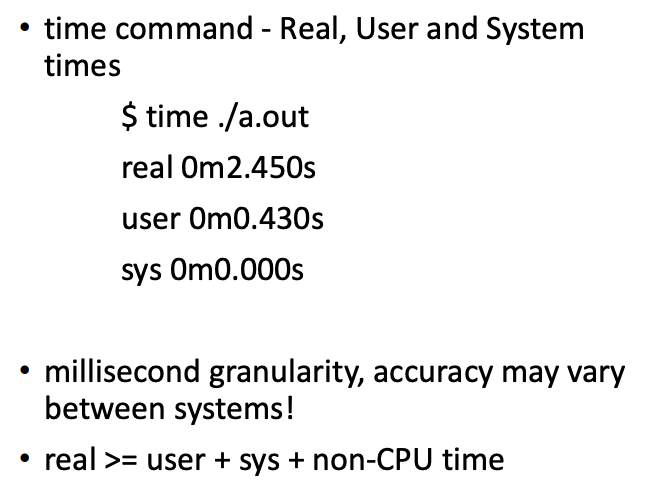 • time command - Real, User and System
times
$ time ./a.out
real 0m2.450s
user 0m0.430s
sys 0m0.000s
• millisecond granularity, accuracy may vary
between systems!
• real >= user + sys + non-CPU time